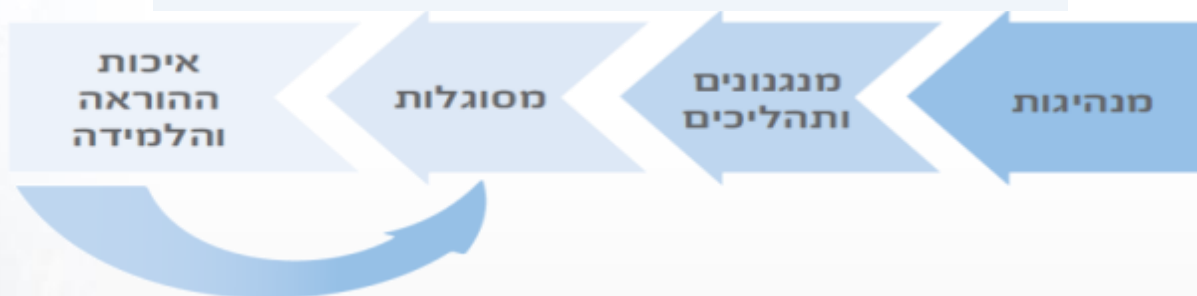 מנהיגות
מנגנונים
ותהליכים
מסוגלות
איכות
ההוראה
והלמידה